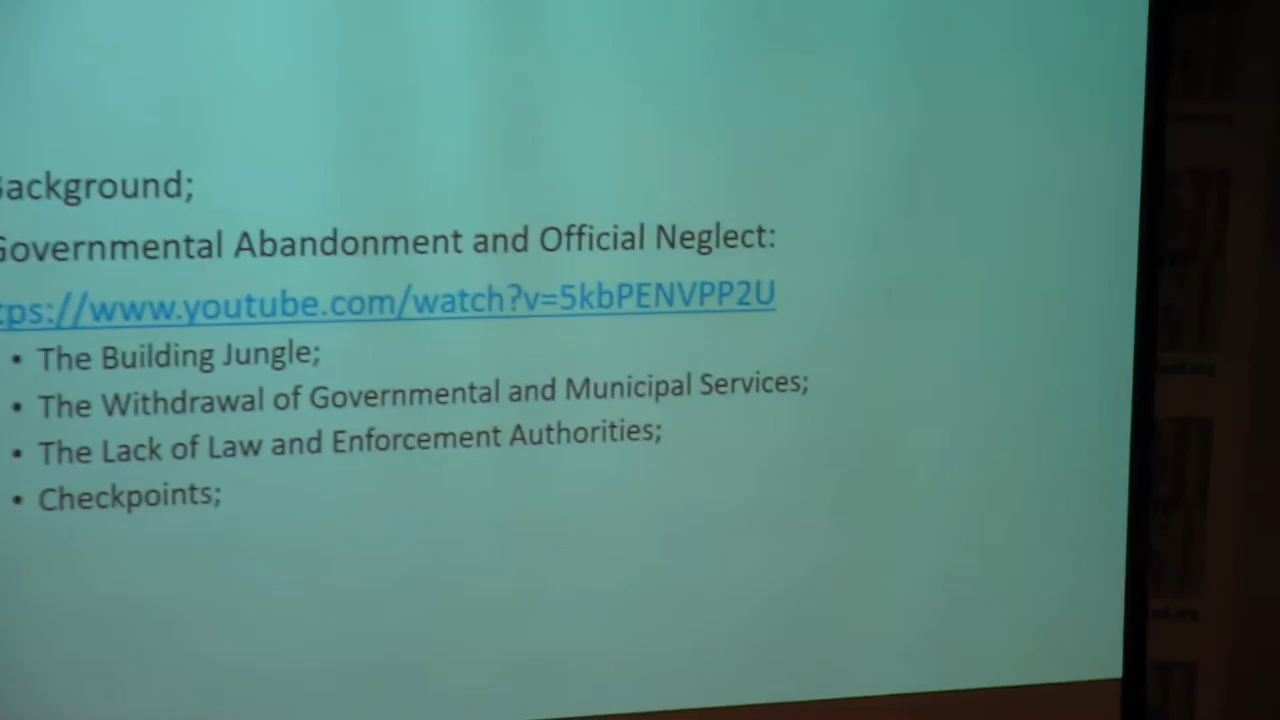 Background;
Governmental Abandonment and Official Neglect:
tps://www.youtube.com/watch?v=5kbPENVPP2U
• The Building Jungle;
• The Withdrawal of Governmental and Municipal Services;
• The Lack of Law and Enforcement Authorities;
• Checkpoints;